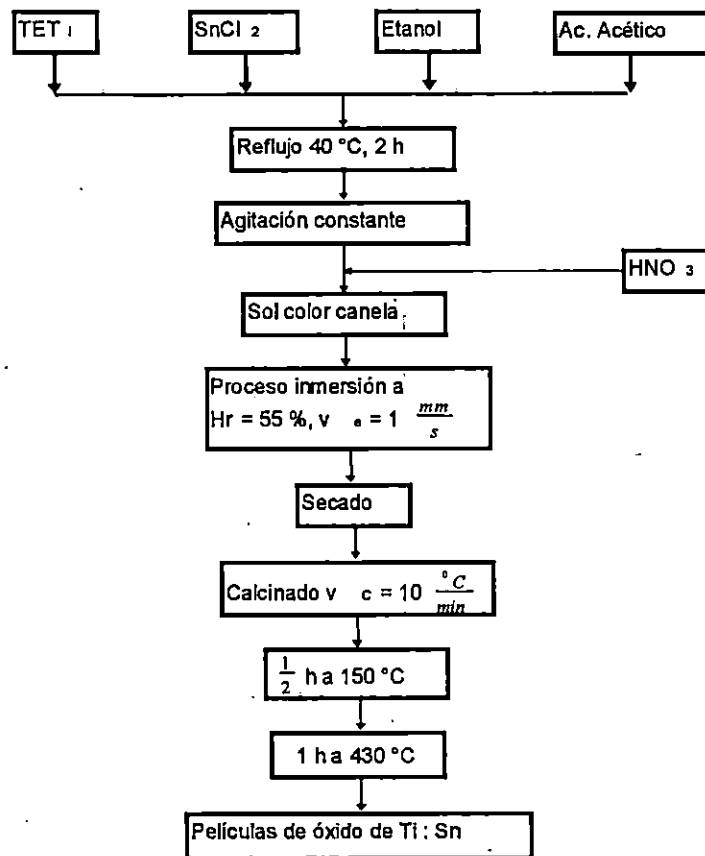 TET ı
SnCl 2
Etanol
Ac. Acético
Reflujo 40 °C, 2 h
Agitación constante
HNO 3
Sol color canela
Proceso inmersión a
Hr = 55 %, v e = 1 mm/s
Secado
Calcinado v c = 10 °C/min
1/2 h a 150 °C
1 h a 430 °C
Películas de óxido de Ti : Sn